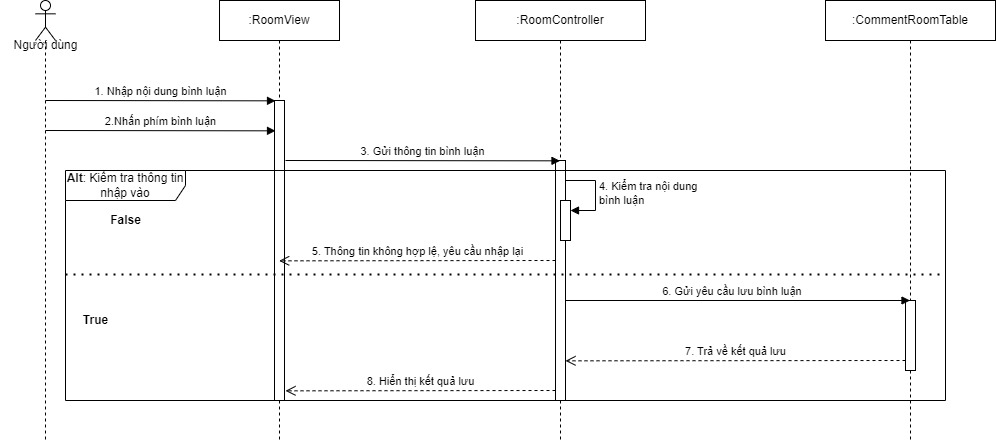 :RoomView
:RoomController
:CommentRoomTable
Người dùng
1. Nhập nội dung bình luận
2.Nhấn phím bình luận
3. Gửi thông tin bình luận
Alt: Kiểm tra thông tin
nhập vào
4. Kiểm tra nội dung
bình luận
False
5. Thông tin không hợp lệ, yêu cầu nhập lại
6. Gửi yêu cầu lưu bình luận
True
7. Trả về kết quả lưu
8. Hiển thị kết quả lưu